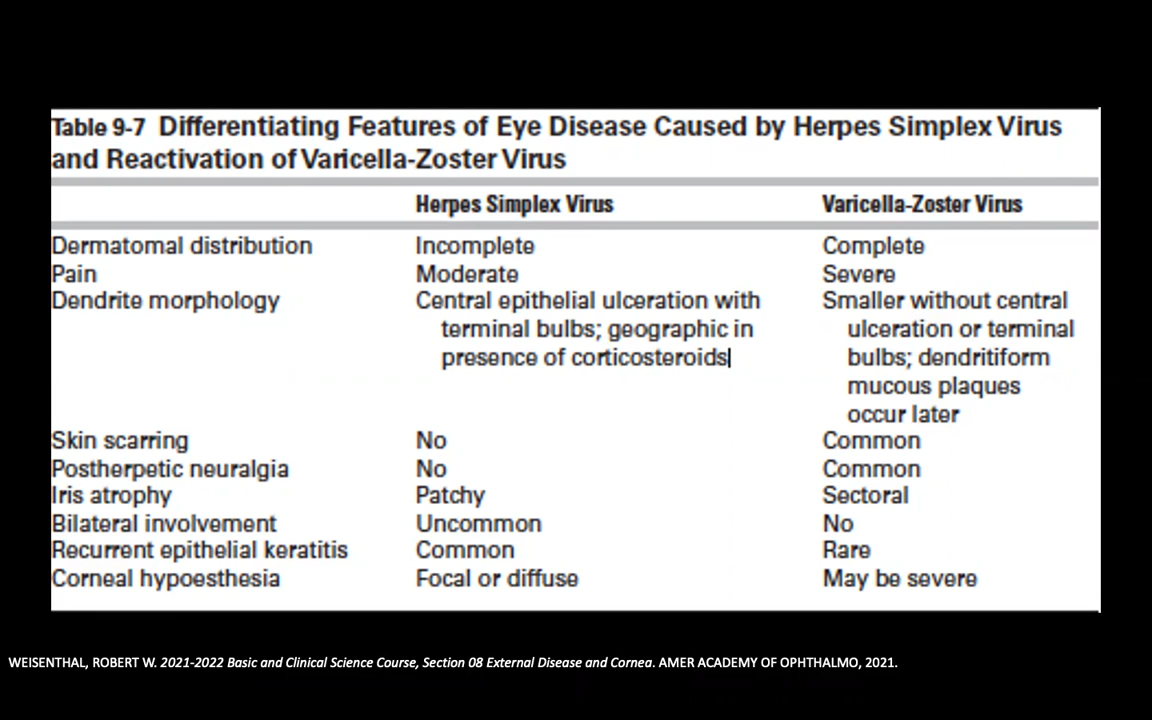 Table 9-7 Differentiating Features of Eye Disease Caused by Herpes Simplex Virus
and Reactivation of Varicella-Zoster Virus
Herpes Simplex Virus Varicella-Zoster Virus
Dermatomal distribution Incomplete Complete
Pain Moderate Severe
Dendrite morphology Central epithelial ulceration with Smaller without central
terminal bulbs; geographic in ulceration or terminal
presence of corticosteroids bulbs; dendritiform
mucous plaques
occur later
Skin scarring No Common
Postherpetic neuralgia No Common
Iris atrophy Patchy Sectoral
Bilateral involvement Uncommon No
Recurrent epithelial keratitis Common Rare
Corneal hypoesthesia Focal or diffuse May be severe
WEISENTHAL, ROBERT W. 2021-2022 Basic and Clinical Science Course, Section 08 External Disease and Cornea. AMER ACADEMY OF OPHTHALMO, 2021.